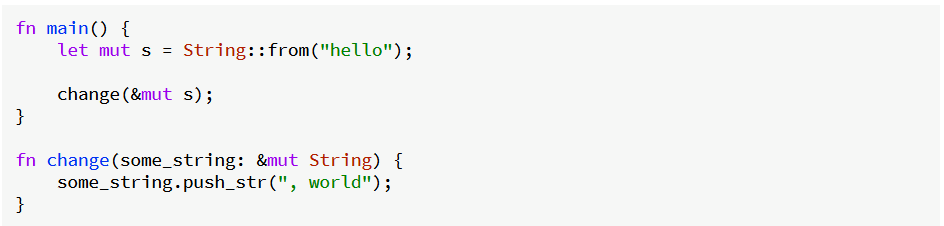 fn main() {
    let mut s = String::from("hello");

    change(&mut s);
}

fn change(some_string: &mut String) {
    some_string.push_str(", world");
}